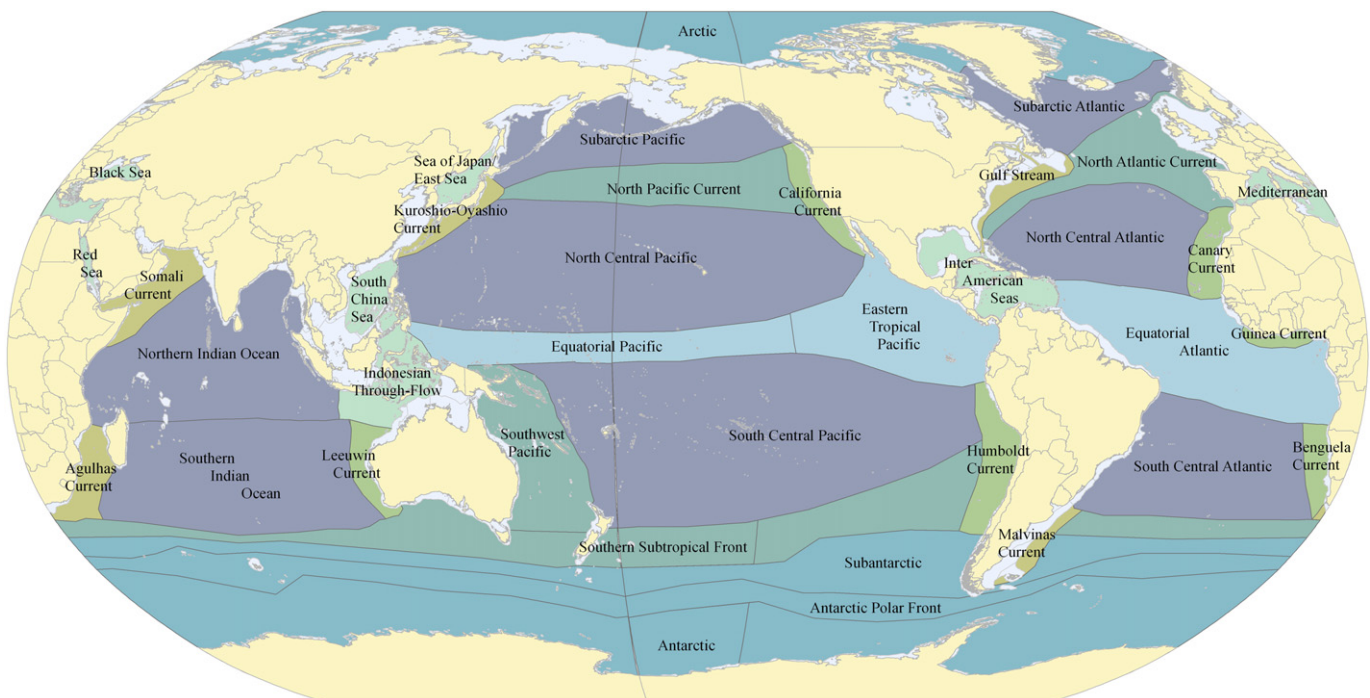 Arctic
Subarctic Atlantic
Subarctic Pacific
Black Sea
Sea of Japan/
East Sea
North Pacific Current
California
Current
Gulf Stream
North Atlantic Current
Mediterranean
Kuroshio-Oyashio
Current
North Central Atlantic
Canary
Current
Red
Sea
Somali
Current
South
China
Sea
North Central Pacific
Inter
American
Seas
Eastern
Tropical
Pacific
Northern Indian Ocean
Equatorial Pacific
Equatorial
Atlantic
Guinea Current
Indonesian
Through-Flow
Southwest
Pacific
South Central Pacific
Agulhas
Current
Southern
Indian
Ocean
Leeuwin
Current
Humboldt
Current
South Central Atlantic
Benguela
Current
Southern Subtropical Front
Malvinas
Current
Subantarctic
Antarctic Polar Front
Antarctic